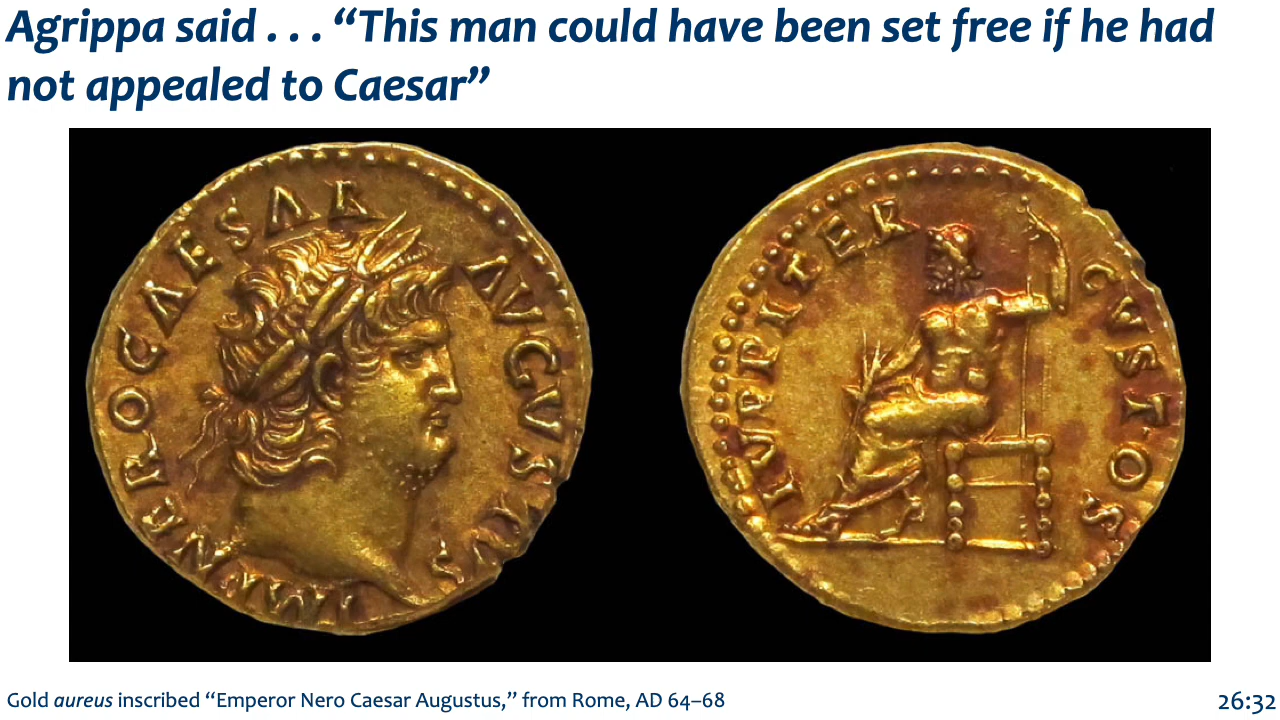 Agrippa said . . . “This man could have been set free if he had
not appealed to Caesar”
IMP NERO CAESAR AVGVSTVS
IVPPITER CVSTOS
Gold aureus inscribed “Emperor Nero Caesar Augustus,” from Rome, AD 64–68
26:32